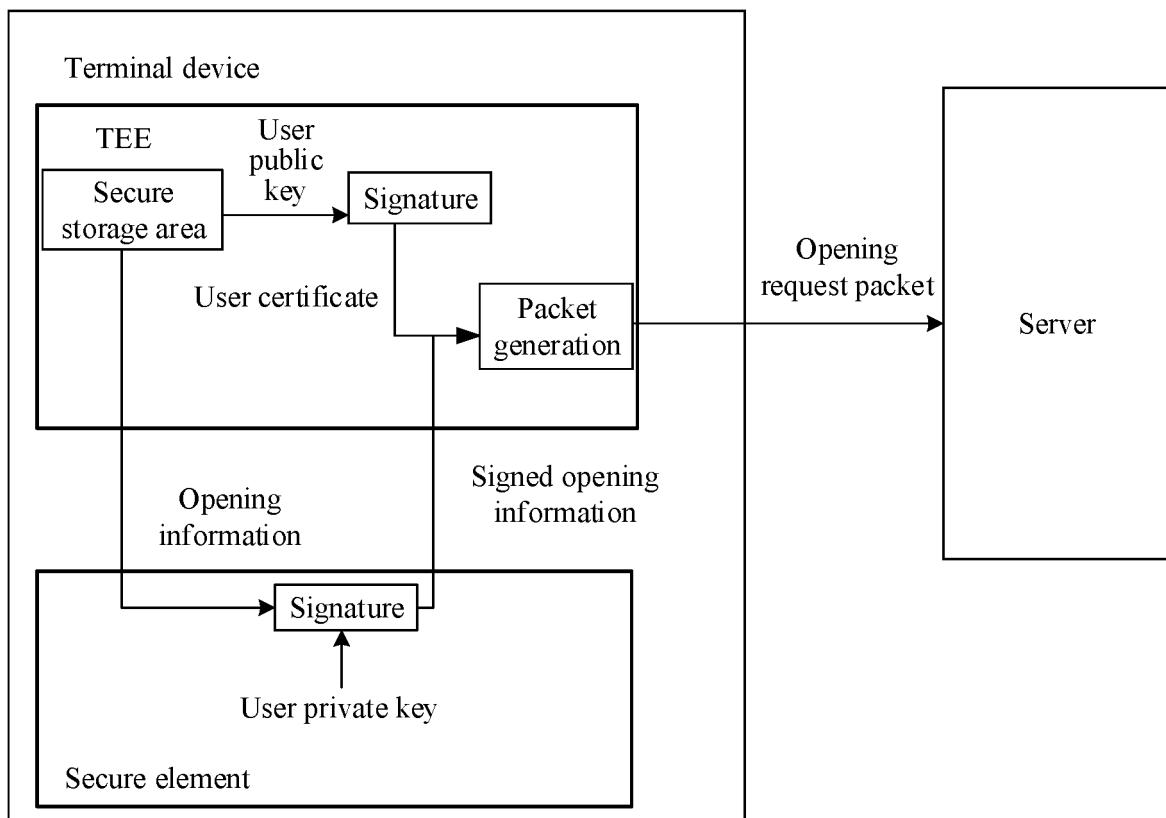 Terminal device
TEE
User
public
key
Secure
storage area
Signature
User certificate
Packet
generation
Opening
request packet
Server
Opening
information
Signed opening
information
Signature
User private key
Secure element